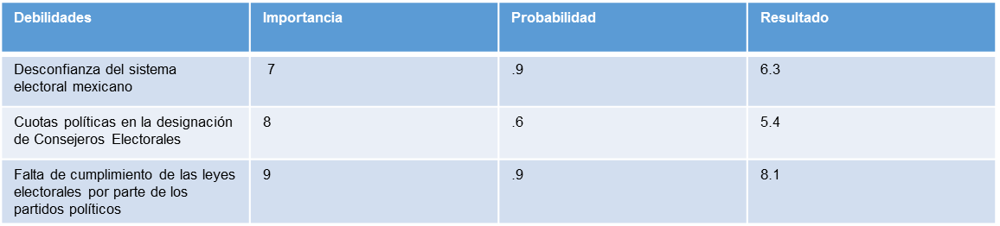 Debilidades Importancia Probabilidad Resultado
Desconfianza del sistema 7 .9 6.3
electoral mexicano
Cuotas políticas en la designación 8 .6 5.4
de Consejeros Electorales
Falta de cumplimiento de las leyes 9 .9 8.1
electorales por parte de los
partidos políticos